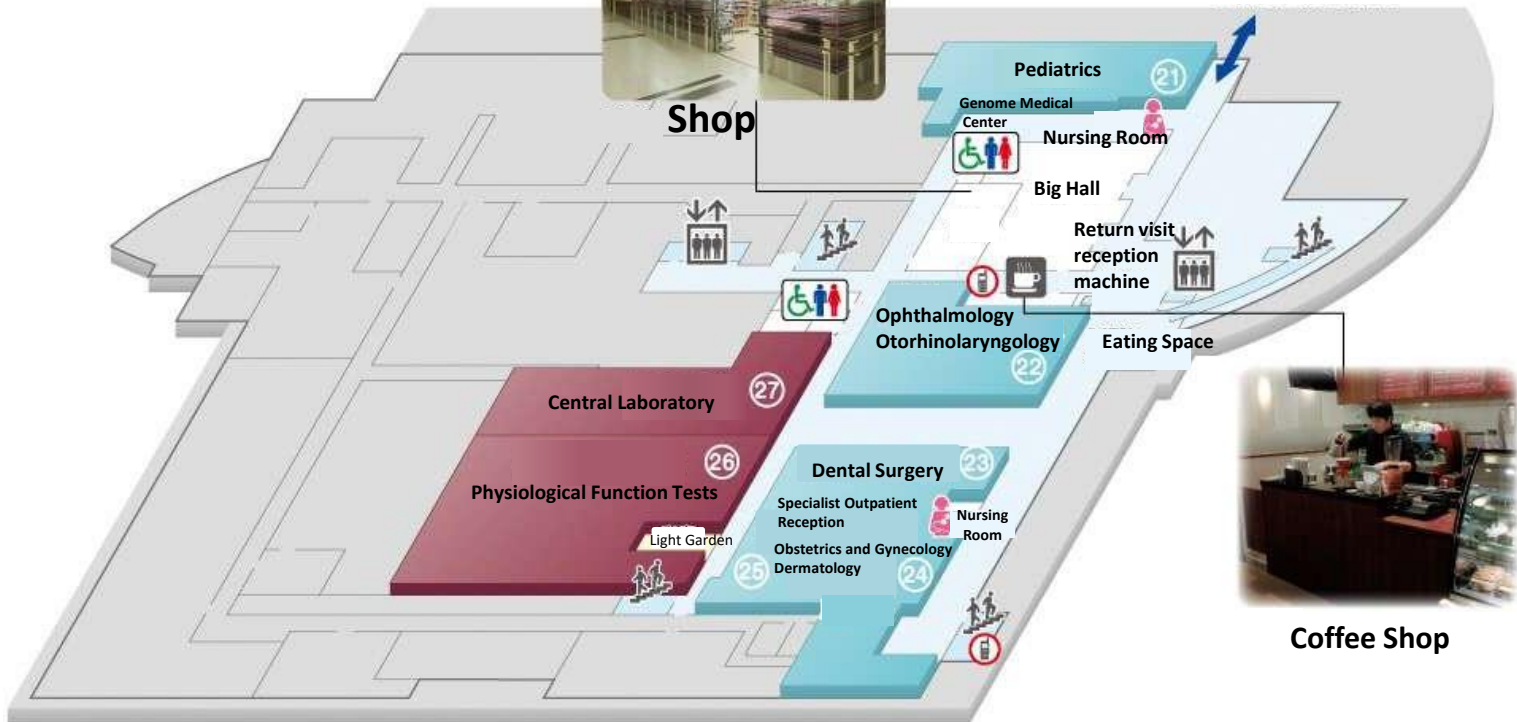 Pediatrics
21
Genome Medical
Center
Shop
Nursing Room
Big Hall
Return visit
reception
machine
Ophthalmology
Otorhinolaryngology
22
Eating Space
27
Central Laboratory
26
Physiological Function Tests
Dental Surgery
23
Specialist Outpatient
Reception
Nursing
Room
Light Garden
Obstetrics and Gynecology
Dermatology
25
24
Coffee Shop